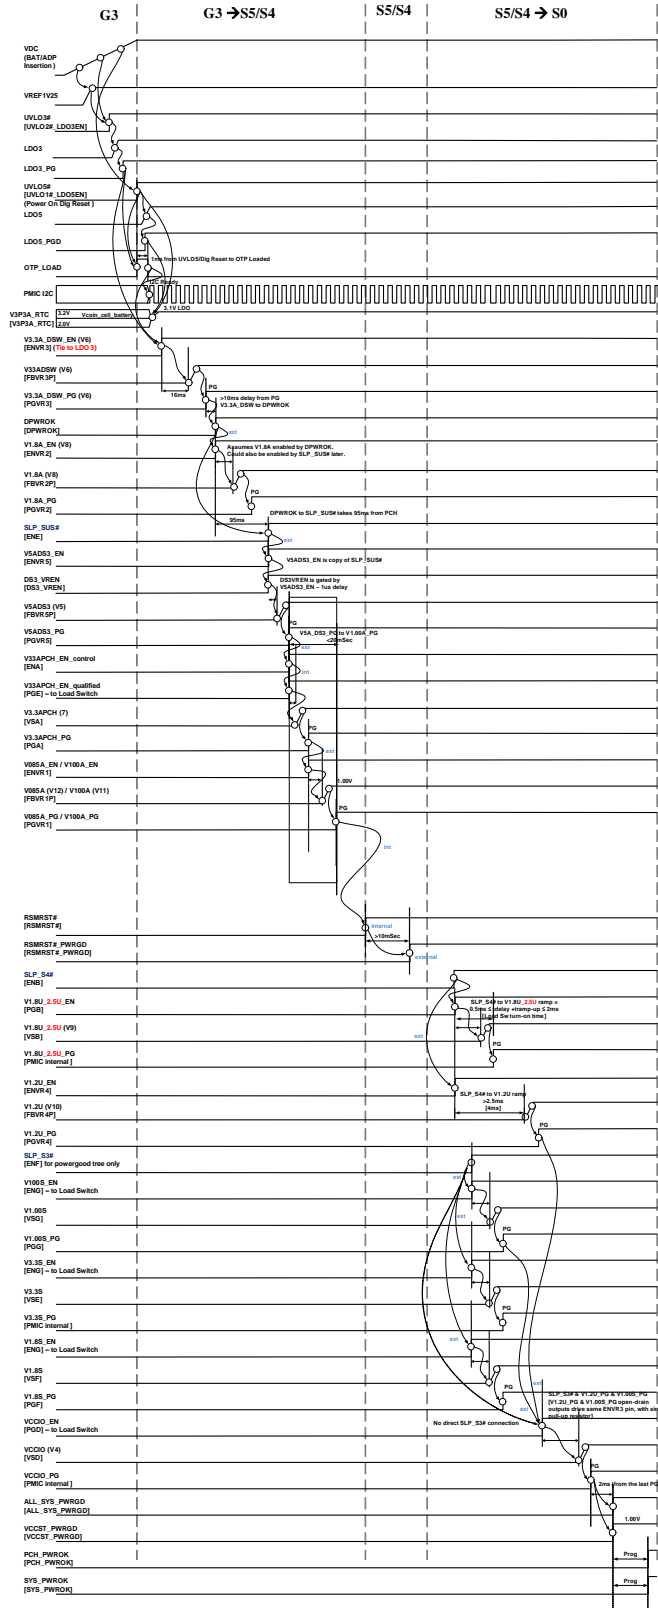 G3
G3 → S5/S4
S5/S4
S5/S4 → S0
VDC
(BAT/ADP
Insertion )
VREF1V25
UVLO3#
[UVLO2#_LDO3EN]
LDO3
LDO3_PG
UVLO5#
[UVLO1#_LDO5EN]
(Power On Dig Reset )
LDO5
LDO5_PGD
1ms from UVLO5/Dig Reset to OTP Loaded
OTP_LOAD
I2C Ready
PMIC I2C
3.1V LDO
V3P3A_RTC
[V3P3A_RTC]
3.2V
Vcoin_cell_battery
2.0V
V3.3A_DSW_EN (V6)
[ENVR3] (Tie to LDO 3)
V33ADSW (V6)
[FBVR3P]
16ms
PG
V3.3A_DSW_PG (V6)
[PGVR3]
>10ms delay from PG
V3.3A_DSW to DPWROK
DPWROK
[DPWROK]
ext
V1.8A_EN (V8)
[ENVR2]
Assumes V1.8A enabled by DPWROK.
Could also be enabled by SLP_SUS# later.
V1.8A (V8)
[FBVR2P]
PG
V1.8A_PG
[PGVR2]
DPWROK to SLP_SUS# takes 95ms from PCH
95ms
SLP_SUS#
[ENE]
ext
V5ADS3_EN
[ENVR5]
V5ADS3_EN is copy of SLP_SUS#
DS3_VREN
[DS3_VREN]
DS3VREN is gated by
V5ADS3_EN – 1us delay
V5ADS3 (V5)
[FBVR5P]
PG
V5ADS3_PG
[PGVR5]
V5A_DS3_PG to V1.00A_PG
<20mSec
ext
V33APCH_EN_control
[ENA]
int
V33APCH_EN_qualified
[PGE] – to Load Switch
V3.3APCH (7)
[VSA]
PG
V3.3APCH_PG
[PGA]
ext
V085A_EN / V100A_EN
[ENVR1]
1.00V
V085A (V12) / V100A (V11)
[FBVR1P]
PG
V085A_PG / V100A_PG
[PGVR1]
int
RSMRST#
[RSMRST#]
internal
>10mSec
RSMRST#_PWRGD
[RSMRST#_PWRGD]
external
SLP_S4#
[ENB]
V1.8U_2.5U_EN
[PGB]
SLP_S4# to V1.8U_2.5U ramp =
0.5ms ≤ delay +tramp-up ≤ 2ms
[Load Sw turn-on time]
V1.8U_2.5U (V9)
[VSB]
ext
PG
V1.8U_2.5U_PG
[PMIC internal ]
V1.2U_EN
[ENVR4]
SLP_S4# to V1.2U ramp
>2.5ms
[4ms]
V1.2U (V10)
[FBVR4P]
PG
V1.2U_PG
[PGVR4]
SLP_S3#
[ENF] for powergood tree only
ext
V100S_EN
[ENG] – to Load Switch
V1.00S
[VSG]
ext
PG
V1.00S_PG
[PGG]
V3.3S_EN
[ENG] – to Load Switch
V3.3S
[VSE]
PG
V3.3S_PG
[PMIC internal ]
V1.8S_EN
[ENG] – to Load Switch
ext
V1.8S
[VSF]
ext
PG
V1.8S_PG
[PGF]
ext
SLP_S3# & V1.2U_PG & V1.00S_PG
[V1.2U_PG & V1.00S_PG open-drain
outputs drive same ENVR3 pin, with
pull-up resistor]
VCCIO_EN
[PGD] – to Load Switch
No direct SLP_S3# connection
VCCIO (V4)
[VSD]
PG
VCCIO_PG
[PMIC internal ]
2ms from the last PG
ALL_SYS_PWRGD
[ALL_SYS_PWRGD]
1.00V
VCCST_PWRGD
[VCCST_PWRGD]
PCH_PWROK
[PCH_PWROK]
Prog
SYS_PWROK
[SYS_PWROK]
Prog